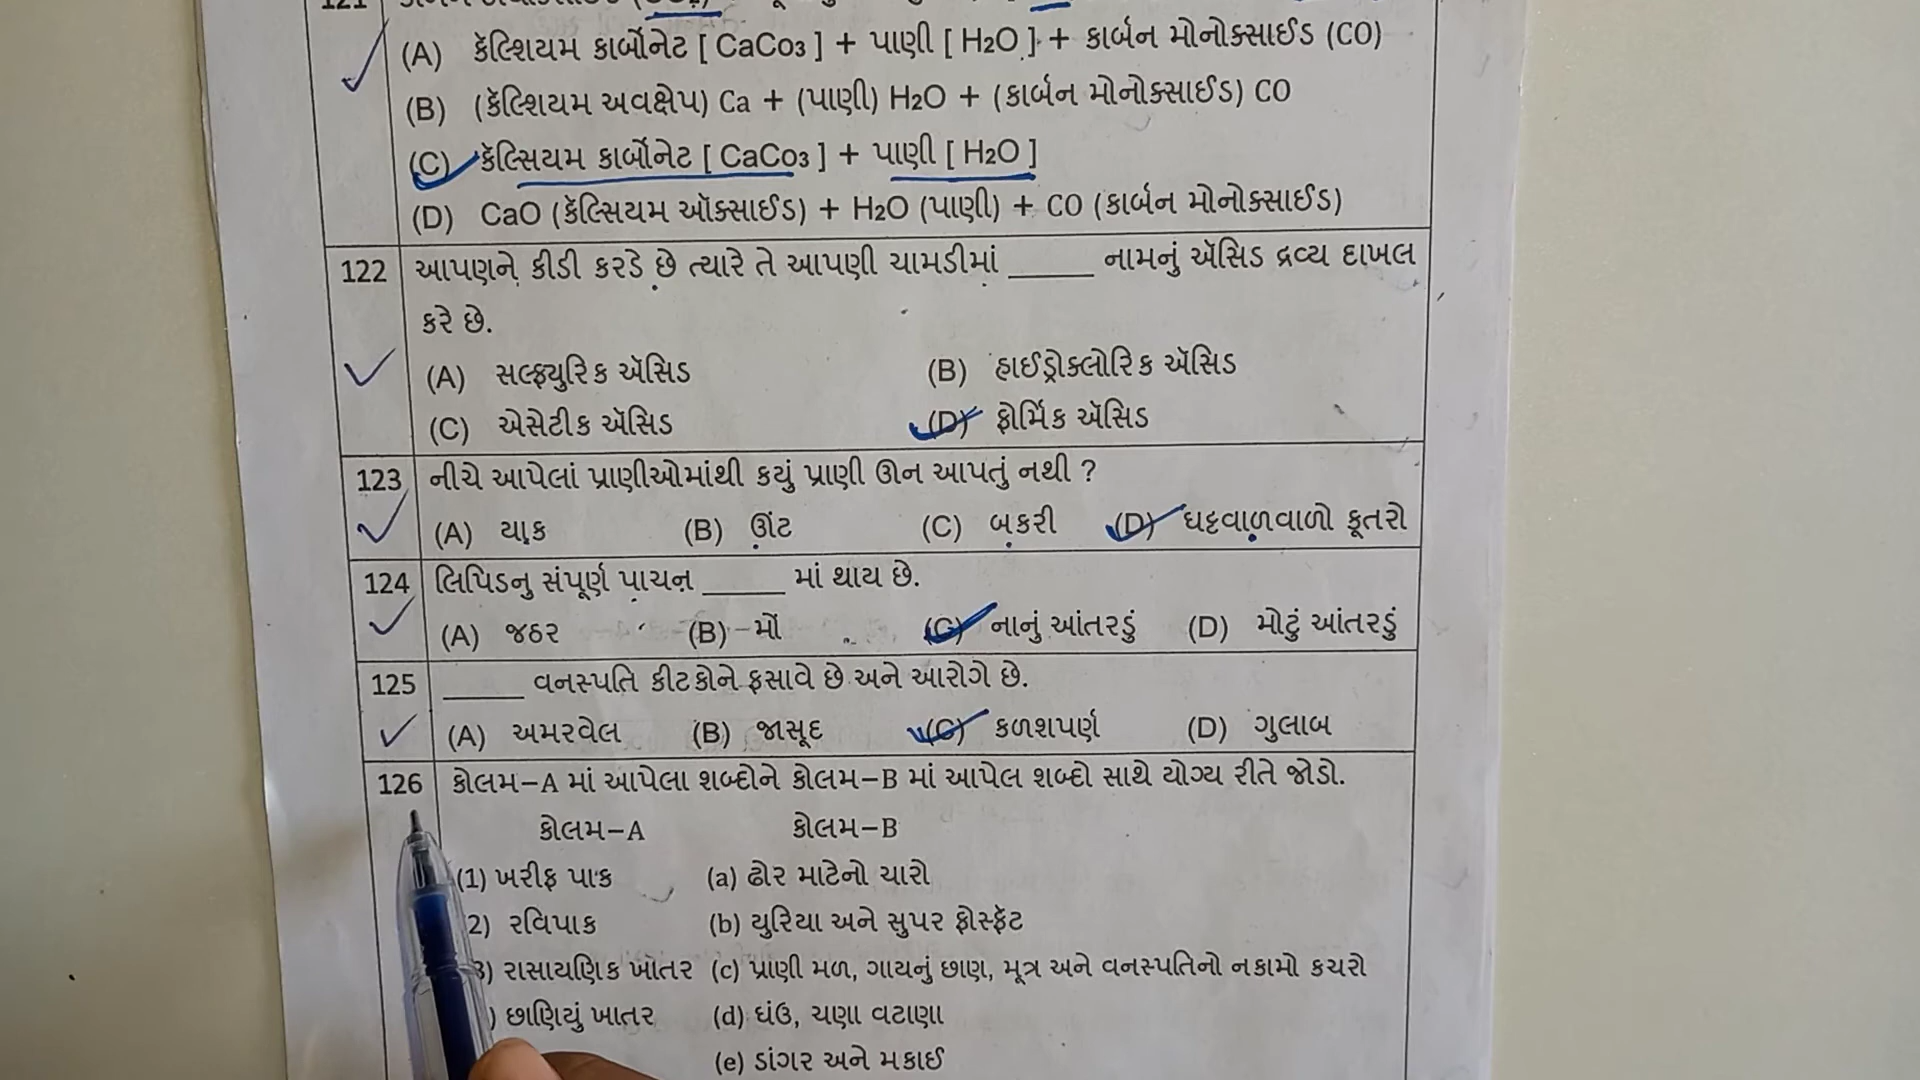 121
(A) કૅલ્શિયમ કાર્બોનેટ [ CaCo₃ ] + પાણી [ H₂O ] + કાર્બન મોનોક્સાઈડ (CO)
(B) (કૅલ્શિયમ અવક્ષેપ) Ca + (પાણી) H₂O + (કાર્બન મોનોક્સાઈડ) CO
(C) કૅલ્સિયમ કાર્બોનેટ [ CaCo₃ ] + પાણી [ H₂O ]
(D) CaO (કૅલ્સિયમ ઑક્સાઈડ) + H₂O (પાણી) + CO (કાર્બન મોનોક્સાઈડ)
122 આપણને કીડી કરડે છે ત્યારે તે આપણી ચામડીમાં ______ નામનું ઍસિડ દ્રવ્ય દાખલ
કરે છે.
(A) સલ્ફ્યુરિક ઍસિડ (B) હાઈડ્રોક્લોરિક ઍસિડ
(C) એસેટીક ઍસિડ (D) ફોર્મિક ઍસિડ
123 નીચે આપેલાં પ્રાણીઓમાંથી કયું પ્રાણી ઊન આપતું નથી ?
(A) યાક (B) ઊંટ (C) બકરી (D) ઘટ્ટવાળવાળો કૂતરો
124 લિપિડનુ સંપૂર્ણ પાચન ______ માં થાય છે.
(A) જઠર (B) મોં (C) નાનું આંતરડું (D) મોટું આંતરડું
125 ______ વનસ્પતિ કીટકોને ફસાવે છે અને આરોગે છે.
(A) અમરવેલ (B) જાસૂદ (C) કળશપર્ણ (D) ગુલાબ
126 કોલમ–A માં આપેલા શબ્દોને કોલમ–B માં આપેલ શબ્દો સાથે યોગ્ય રીતે જોડો.
કોલમ–A કોલમ–B
(1) ખરીફ પાક (a) ઢોર માટેનો ચારો
2) રવિપાક (b) યુરિયા અને સુપર ફોસ્ફૅટ
3) રાસાયણિક ખાતર (c) પ્રાણી મળ, ગાયનું છાણ, મૂત્ર અને વનસ્પતિનો નકામો કચરો
) છાણિયું ખાતર (d) ઘંઉ, ચણા વટાણા
(e) ડાંગર અને મકાઈ